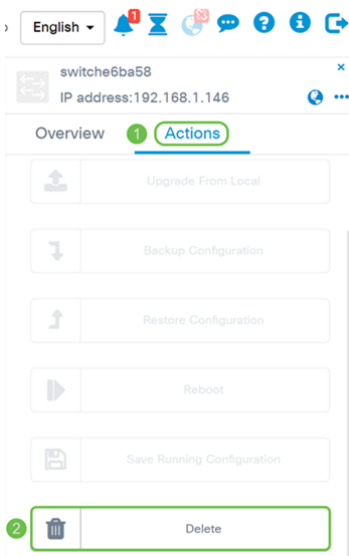 English
1
switche6ba58
IP address:192.168.1.146
Overview 1 Actions
Upgrade From Local
Backup Configuration
Restore Configuration
Reboot
Save Running Configuration
2 Delete